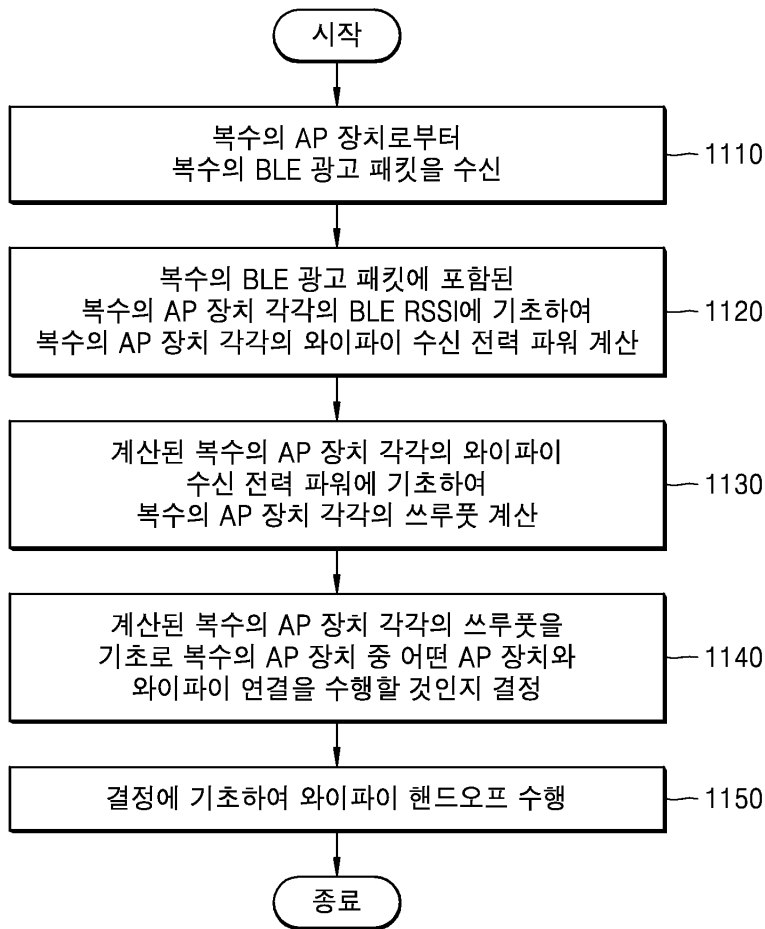 시작
복수의 AP 장치로부터
복수의 BLE 광고 패킷을 수신
1110
복수의 BLE 광고 패킷에 포함된
복수의 AP 장치 각각의 BLE RSSI에 기초하여
복수의 AP 장치 각각의 와이파이 수신 전력 파워 계산
1120
계산된 복수의 AP 장치 각각의 와이파이
수신 전력 파워에 기초하여
복수의 AP 장치 각각의 쓰루풋 계산
1130
계산된 복수의 AP 장치 각각의 쓰루풋을
기초로 복수의 AP 장치 중 어떤 AP 장치와
와이파이 연결을 수행할 것인지 결정
1140
결정에 기초하여 와이파이 핸드오프 수행
1150
종료